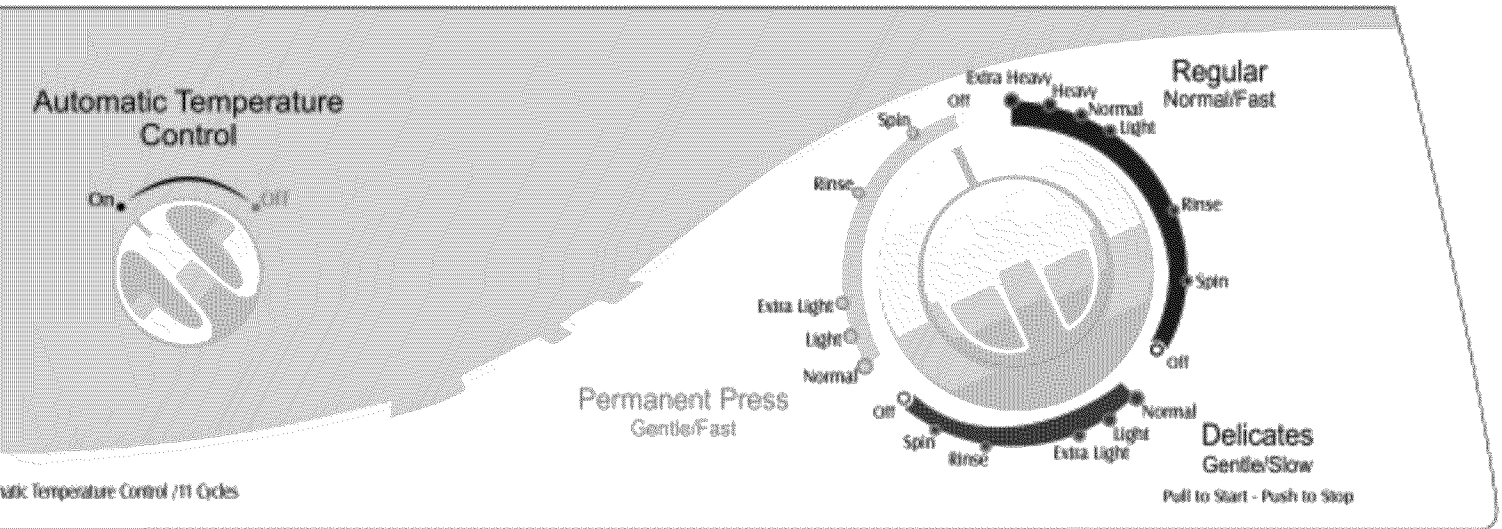 Automatic Temperature
Control
On
Off
matic Temperature Control /11 Cycles
Regular
Normal/Fast
Extra Heavy
Heavy
Normal
Light
Rinse
Spin
Off
Delicates
Gentle/Slow
Normal
Light
Extra Light
Rinse
Spin
Off
Permanent Press
Gentle/Fast
Normal
Light
Extra Light
Rinse
Spin
Off
Pull to Start - Push to Stop